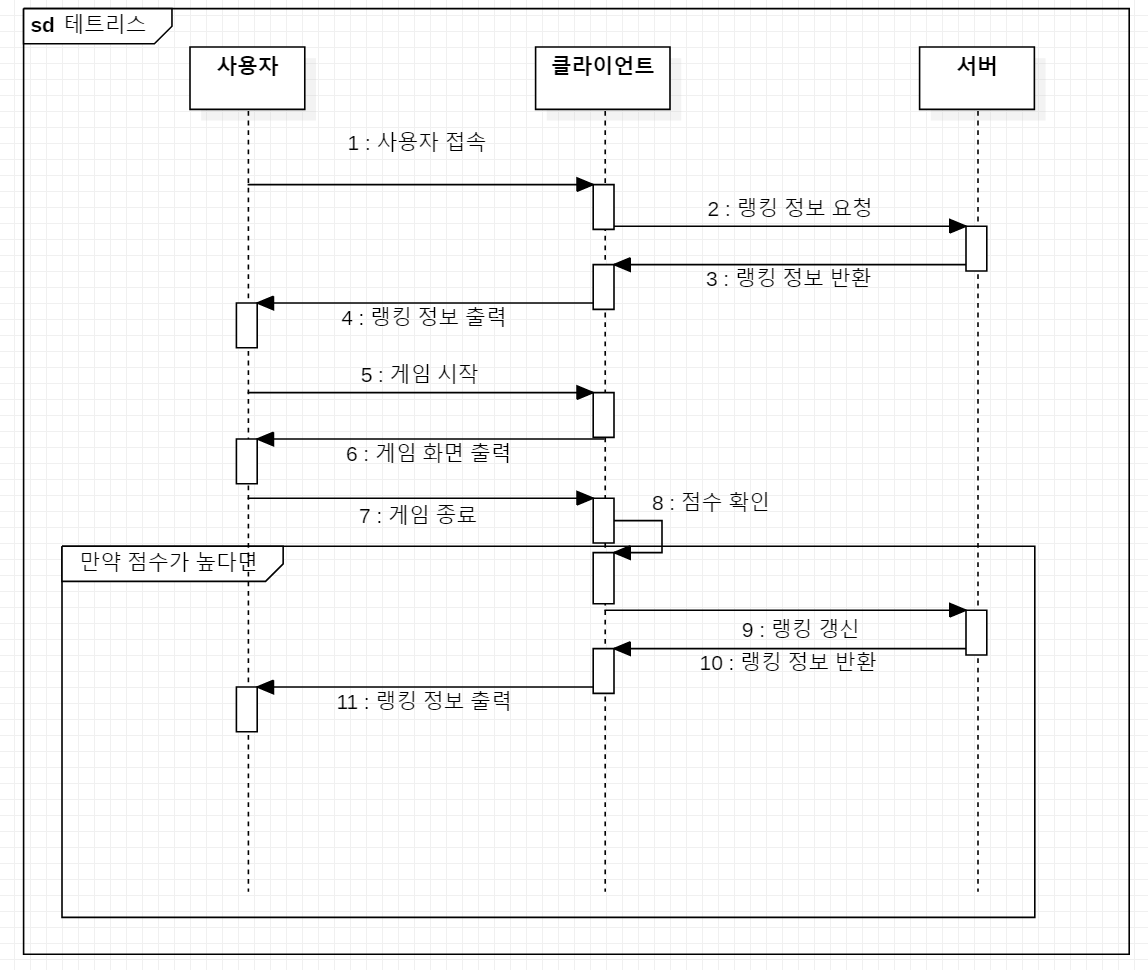 sd 테트리스
사용자
클라이언트
서버
1 : 사용자 접속
2 : 랭킹 정보 요청
3 : 랭킹 정보 반환
4 : 랭킹 정보 출력
5 : 게임 시작
6 : 게임 화면 출력
7 : 게임 종료
8 : 점수 확인
만약 점수가 높다면
9 : 랭킹 갱신
10 : 랭킹 정보 반환
11 : 랭킹 정보 출력